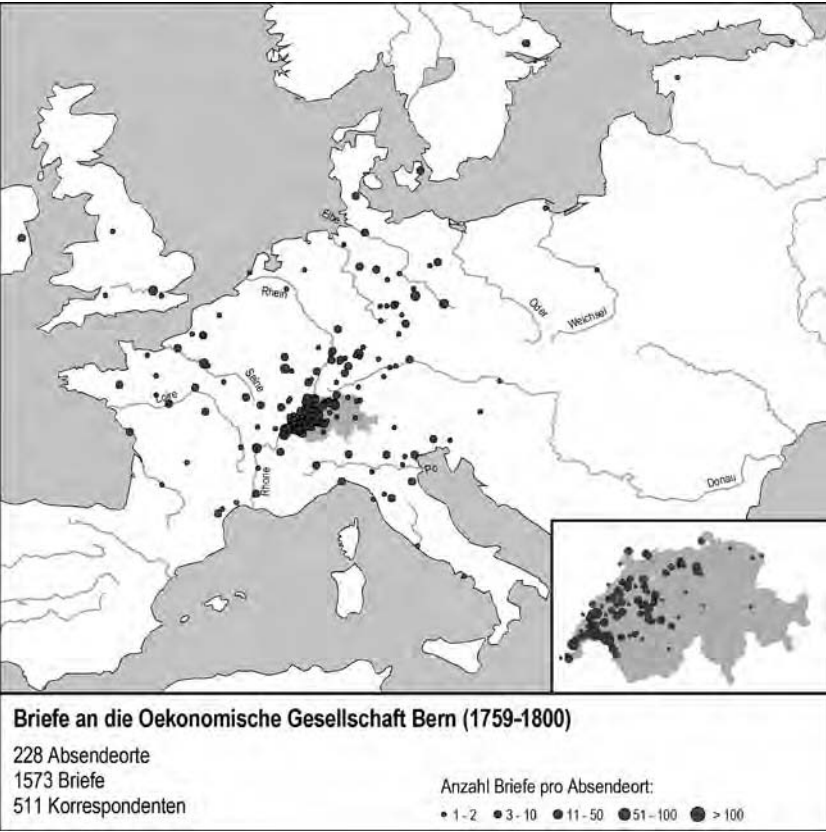 Elbe
Rhein
Oder
Weichsel
Seine
Loire
Rhone
Po
Donau
Briefe an die Oekonomische Gesellschaft Bern (1759-1800)
228 Absendeorte
1573 Briefe
511 Korrespondenten
Anzahl Briefe pro Absendeort:
1 - 2 3 - 10 11 - 50 51 - 100 > 100